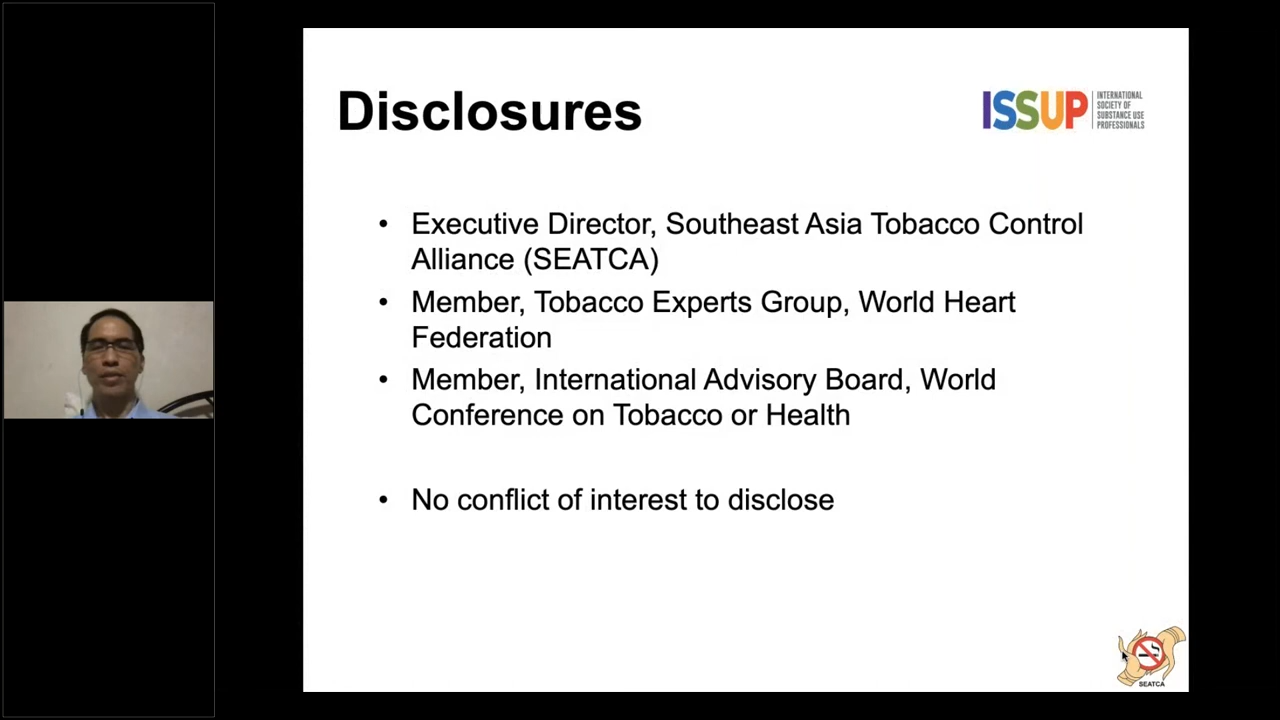 Disclosures
ISSUP
INTERNATIONAL
SOCIETY OF
SUBSTANCE USE
PROFESSIONALS
• Executive Director, Southeast Asia Tobacco Control
Alliance (SEATCA)
• Member, Tobacco Experts Group, World Heart
Federation
• Member, International Advisory Board, World
Conference on Tobacco or Health
• No conflict of interest to disclose
SEATCA